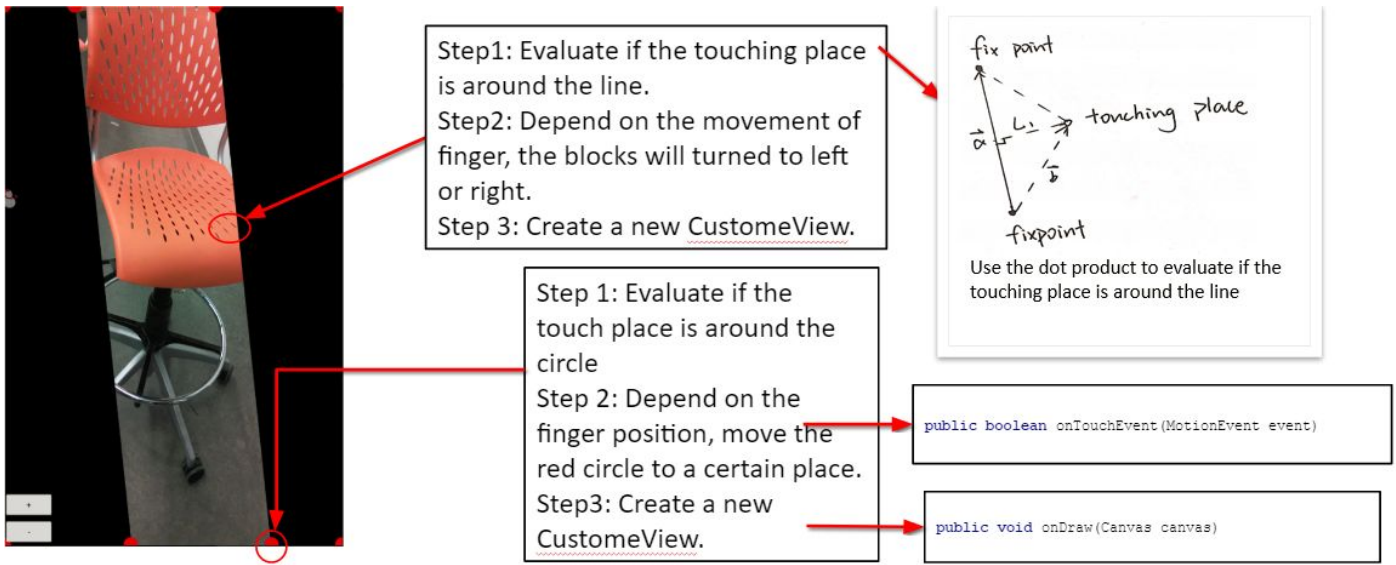 Step1: Evaluate if the touching place
is around the line.
Step2: Depend on the movement of
finger, the blocks will turned to left
or right.
Step 3: Create a new CustomeView.
fix point
touching place
L₁
a
b
fixpoint
Use the dot product to evaluate if the
touching place is around the line
Step 1: Evaluate if the
touch place is around the
circle
Step 2: Depend on the
finger position, move the
red circle to a certain place.
Step3: Create a new
CustomeView.
public boolean onTouchEvent(MotionEvent event)
public void onDraw(Canvas canvas)
+
-